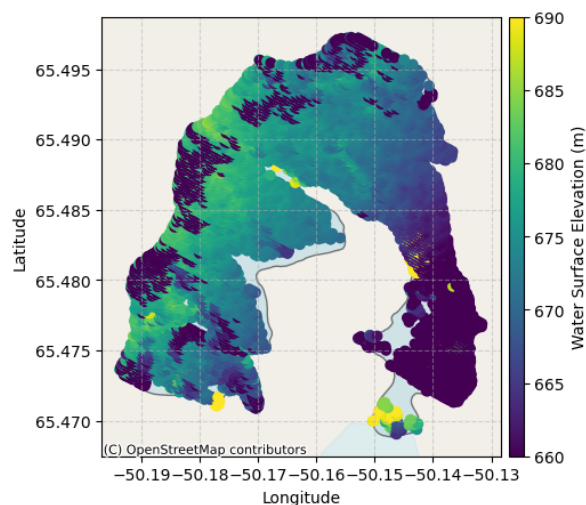 690
685
680
675
670
665
660
Water Surface Elevation (m)
65.495
65.490
65.485
65.480
65.475
65.470
Latitude
(C) OpenStreetMap contributors
−50.19 −50.18 −50.17 −50.16 −50.15 −50.14 −50.13
Longitude